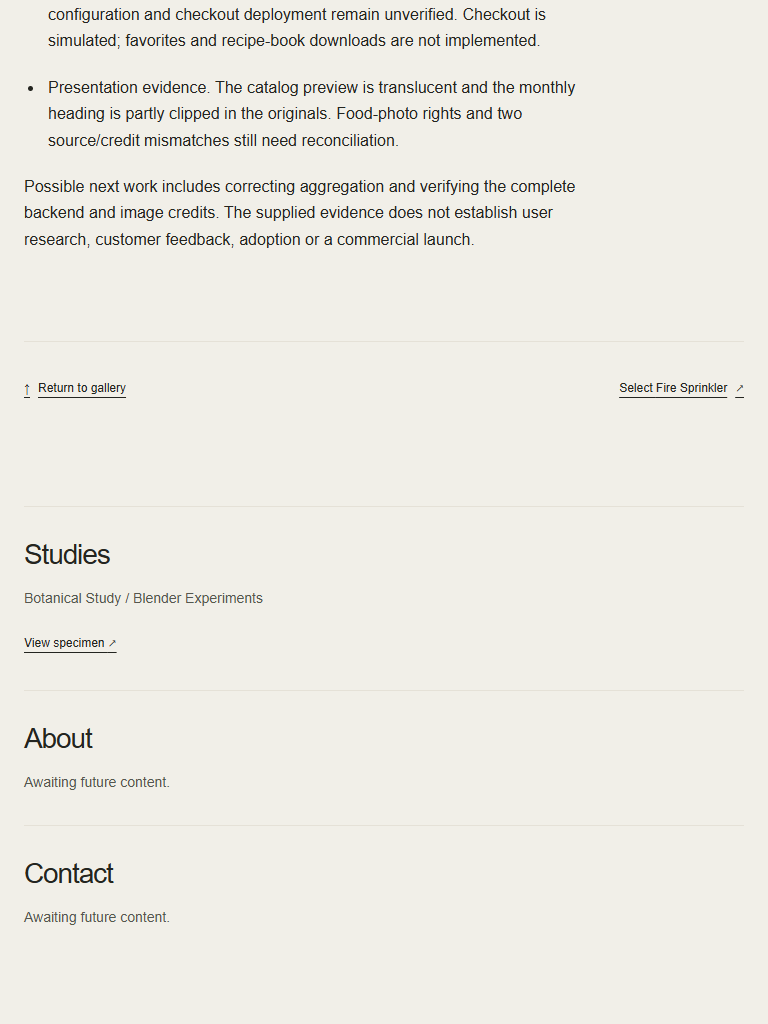 configuration and checkout deployment remain unverified. Checkout is
simulated; favorites and recipe-book downloads are not implemented.
• Presentation evidence. The catalog preview is translucent and the monthly
heading is partly clipped in the originals. Food-photo rights and two
source/credit mismatches still need reconciliation.
Possible next work includes correcting aggregation and verifying the complete
backend and image credits. The supplied evidence does not establish user
research, customer feedback, adoption or a commercial launch.
↑ Return to gallery
Select Fire Sprinkler ↗
Studies
Botanical Study / Blender Experiments
View specimen ↗
About
Awaiting future content.
Contact
Awaiting future content.